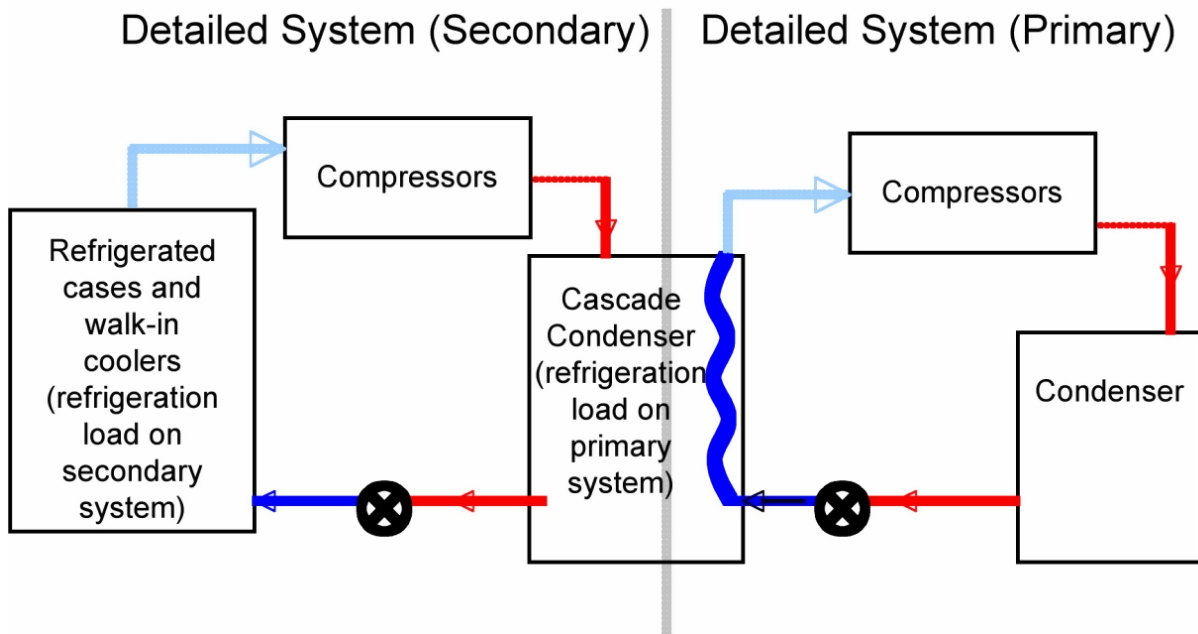 Detailed System (Secondary)
Detailed System (Primary)
Compressors
Compressors
Refrigerated
cases and
walk-in
coolers
(refrigeration
load on
secondary
system)
Cascade
Condenser
(refrigeration
load on
primary
system)
Condenser